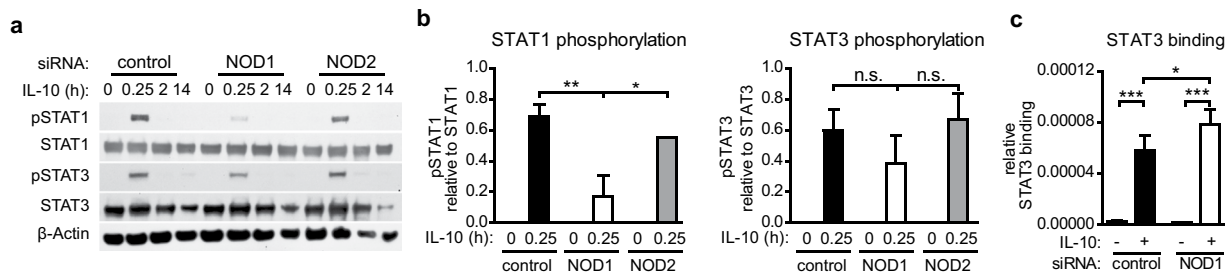 a
siRNA: control NOD1 NOD2
IL-10 (h): 0 0.25 2 14 0 0.25 2 14 0 0.25 2 14
pSTAT1
STAT1
pSTAT3
STAT3
β-Actin
b
STAT1 phosphorylation
pSTAT1
relative to STAT1
1.0
0.8
0.6
0.4
0.2
0.0
** *
IL-10 (h): 0 0.25 0 0.25 0 0.25
control NOD1 NOD2
STAT3 phosphorylation
pSTAT3
relative to STAT3
1.0
0.8
0.6
0.4
0.2
0.0
n.s. n.s.
0 0.25 0 0.25 0 0.25
control NOD1 NOD2
c
STAT3 binding
relative
STAT3 binding
0.00012
0.00008
0.00004
0.00000
*
*** ***
IL-10: - + - +
siRNA: control NOD1